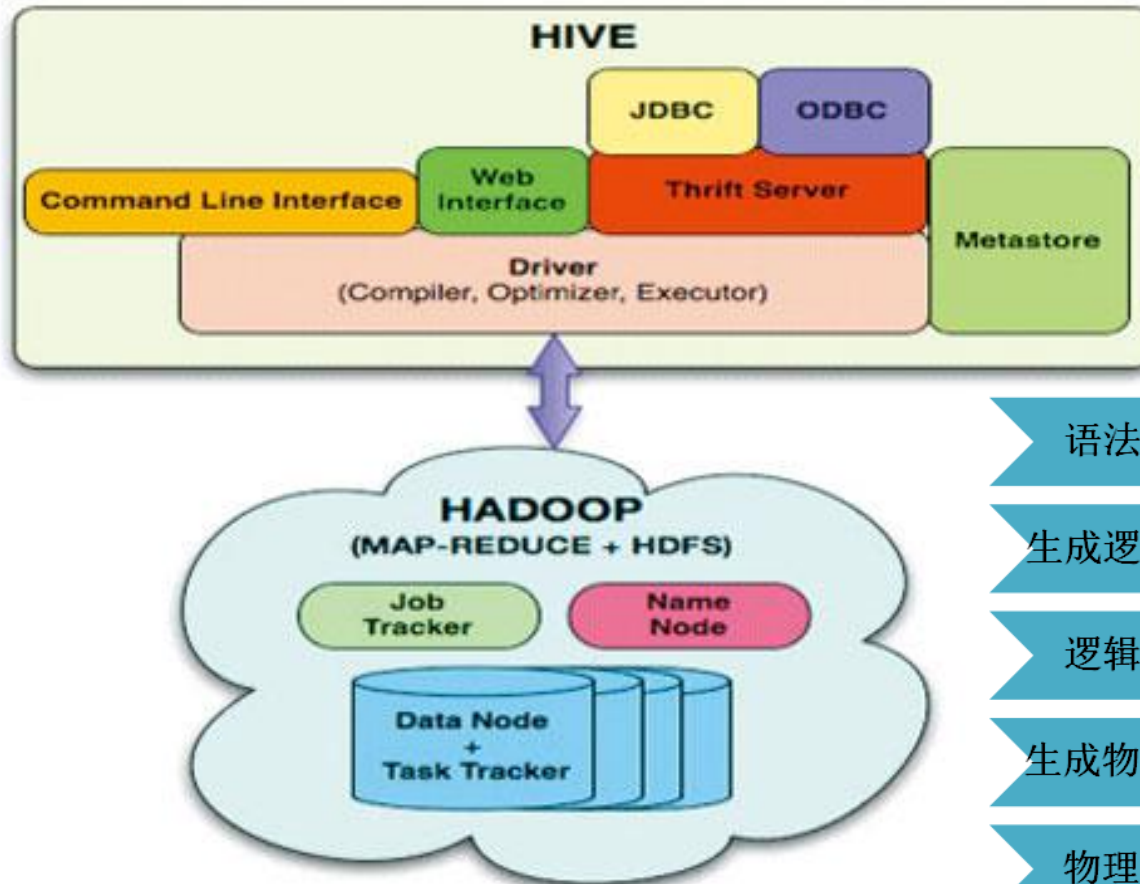 HIVE
JDBC
ODBC
Command Line Interface
Web
Interface
Thrift Server
Metastore
Driver
(Compiler, Optimizer, Executor)
HADOOP
(MAP-REDUCE + HDFS)
Job
Tracker
Name
Node
Data Node
+
Task Tracker
语法
生成逻
逻辑
生成物
物理